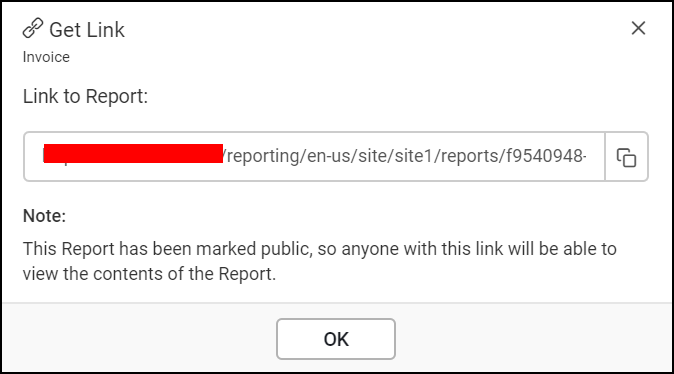 Get Link
Invoice
Link to Report:
/reporting/en-us/site/site1/reports/f9540948-
Note:
This Report has been marked public, so anyone with this link will be able to
view the contents of the Report.
OK